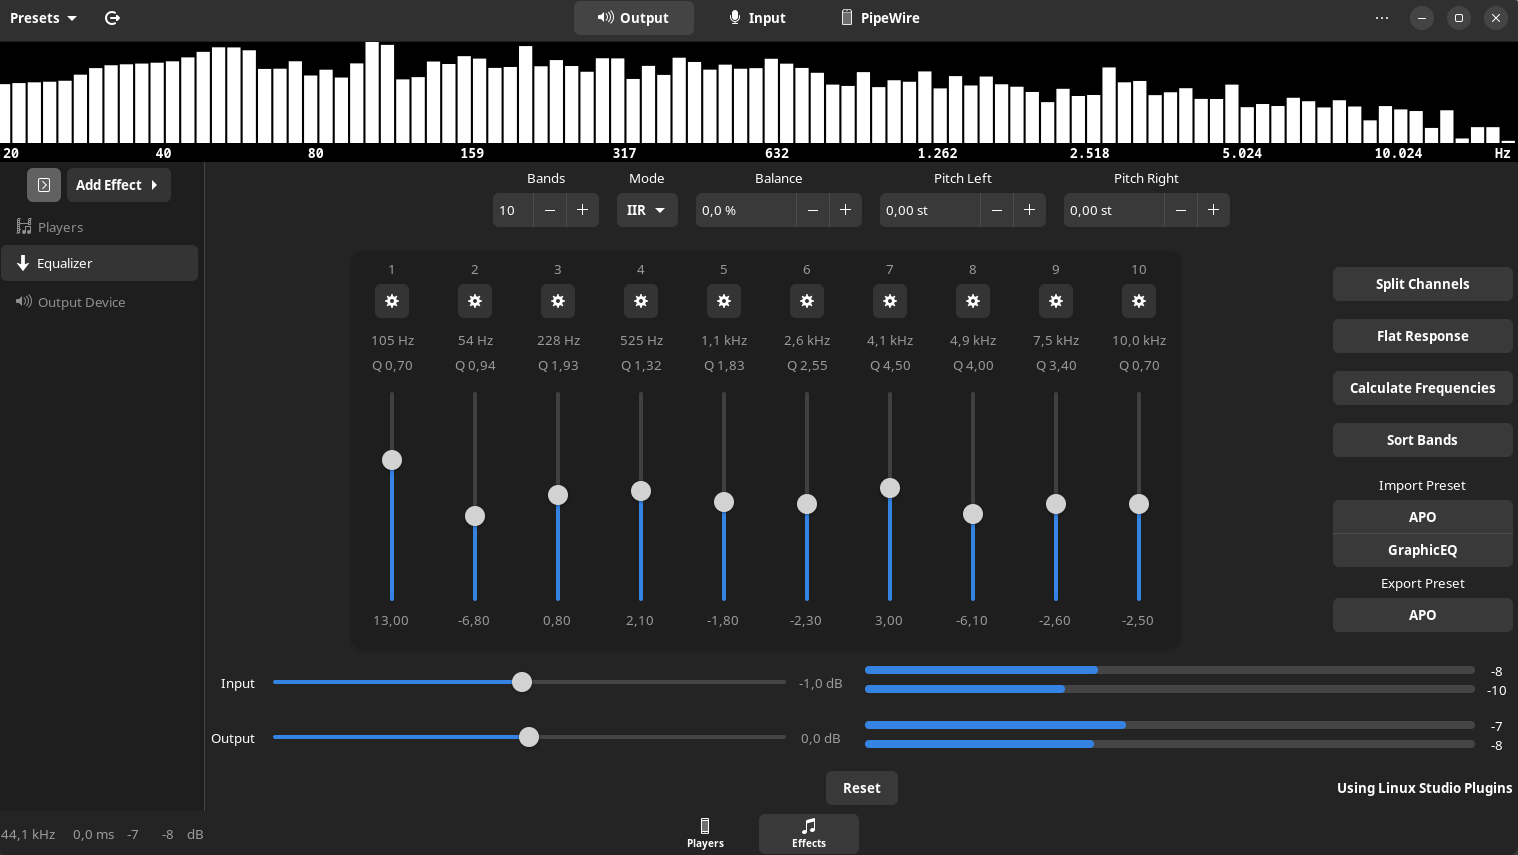 Presets
Output
Input
PipeWire
20 40 80 159 317 632 1.262 2.518 5.024 10.024 Hz
Add Effect
Players
Equalizer
Output Device
Bands Mode Balance Pitch Left Pitch Right
10 IIR 0,0 % 0,00 st 0,00 st
1 2 3 4 5 6 7 8 9 10
105 Hz 54 Hz 228 Hz 525 Hz 1,1 kHz 2,6 kHz 4,1 kHz 4,9 kHz 7,5 kHz 10,0 kHz
Q 0,70 Q 0,94 Q 1,93 Q 1,32 Q 1,83 Q 2,55 Q 4,50 Q 4,00 Q 3,40 Q 0,70
13,00 -6,80 0,80 2,10 -1,80 -2,30 3,00 -6,10 -2,60 -2,50
Split Channels
Flat Response
Calculate Frequencies
Sort Bands
Import Preset
APO
GraphicEQ
Export Preset
APO
Input -1,0 dB -8
-10
Output 0,0 dB -7
-8
Reset
Using Linux Studio Plugins
44,1 kHz 0,0 ms -7 -8 dB
Players
Effects